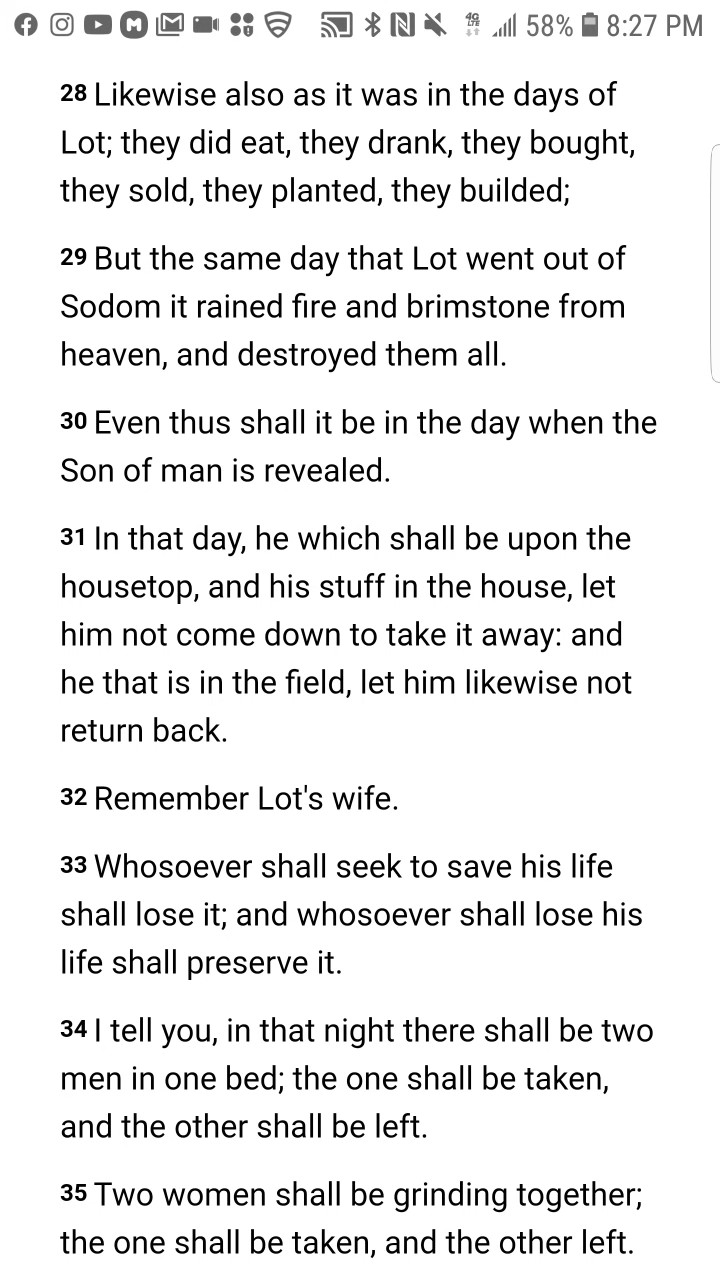 58% 8:27 PM
28 Likewise also as it was in the days of
Lot; they did eat, they drank, they bought,
they sold, they planted, they builded;
29 But the same day that Lot went out of
Sodom it rained fire and brimstone from
heaven, and destroyed them all.
30 Even thus shall it be in the day when the
Son of man is revealed.
31 In that day, he which shall be upon the
housetop, and his stuff in the house, let
him not come down to take it away: and
he that is in the field, let him likewise not
return back.
32 Remember Lot's wife.
33 Whosoever shall seek to save his life
shall lose it; and whosoever shall lose his
life shall preserve it.
34 I tell you, in that night there shall be two
men in one bed; the one shall be taken,
and the other shall be left.
35 Two women shall be grinding together;
the one shall be taken, and the other left.